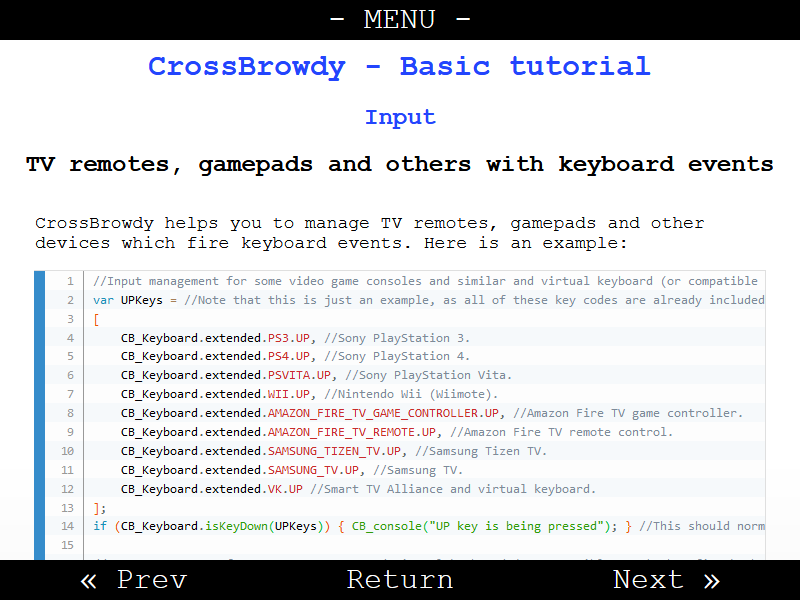 - MENU -
CrossBrowdy - Basic tutorial
Input
TV remotes, gamepads and others with keyboard events
CrossBrowdy helps you to manage TV remotes, gamepads and other
devices which fire keyboard events. Here is an example:
1 //Input management for some video game consoles and similar and virtual keyboard (or compatible
2 var UPKeys = //Note that this is just an example, as all of these key codes are already included
3 [
4 CB_Keyboard.extended.PS3.UP, //Sony PlayStation 3.
5 CB_Keyboard.extended.PS4.UP, //Sony PlayStation 4.
6 CB_Keyboard.extended.PSVITA.UP, //Sony PlayStation Vita.
7 CB_Keyboard.extended.WII.UP, //Nintendo Wii (Wiimote).
8 CB_Keyboard.extended.AMAZON_FIRE_TV_GAME_CONTROLLER.UP, //Amazon Fire TV game controller.
9 CB_Keyboard.extended.AMAZON_FIRE_TV_REMOTE.UP, //Amazon Fire TV remote control.
10 CB_Keyboard.extended.SAMSUNG_TIZEN_TV.UP, //Samsung Tizen TV.
11 CB_Keyboard.extended.SAMSUNG_TV.UP, //Samsung TV.
12 CB_Keyboard.extended.VK.UP //Smart TV Alliance and virtual keyboard.
13 ];
14 if (CB_Keyboard.isKeyDown(UPKeys)) { CB_console("UP key is being pressed"); } //This should norm
15
« Prev Return Next »